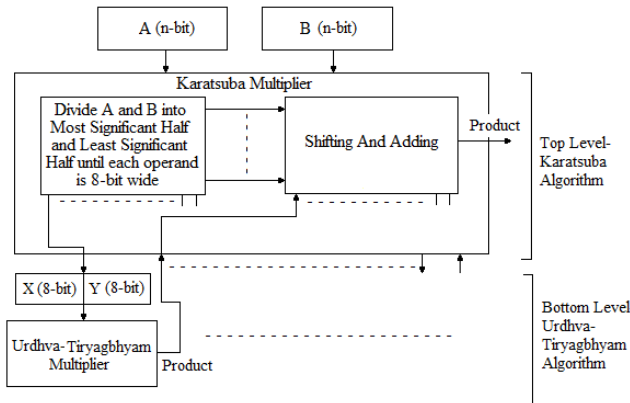 A (n-bit)
B (n-bit)
Karatsuba Multiplier
Divide A and B into
Most Significant Half
and Least Significant
Half until each operand
is 8-bit wide
Shifting And Adding
Product
Top Level-
Karatsuba
Algorithm
X (8-bit)
Y (8-bit)
Urdhva-Tiryagbhyam
Multiplier
Product
Bottom Level
Urdhva-
Tiryagbhyam
Algorithm